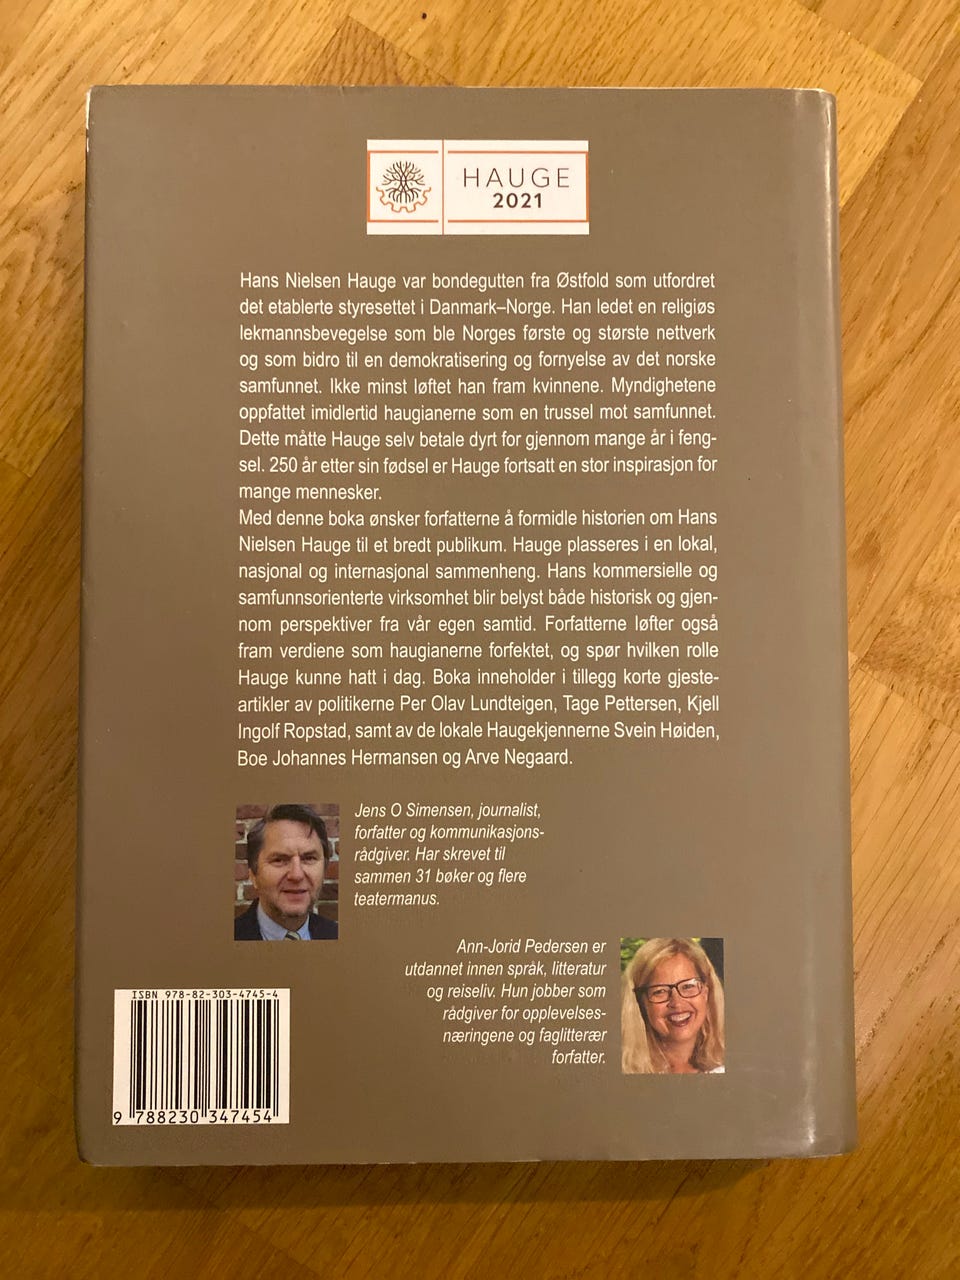 HAUGE
2021
Hans Nielsen Hauge var bondegutten fra Østfold som utfordret
det etablerte styresettet i Danmark–Norge. Han ledet en religiøs
lekmannsbevegelse som ble Norges første og største nettverk
og som bidro til en demokratisering og fornyelse av det norske
samfunnet. Ikke minst løftet han fram kvinnene. Myndighetene
oppfattet imidlertid haugianerne som en trussel mot samfunnet.
Dette måtte Hauge selv betale dyrt for gjennom mange år i feng-
sel. 250 år etter sin fødsel er Hauge fortsatt en stor inspirasjon for
mange mennesker.
Med denne boka ønsker forfatterne å formidle historien om Hans
Nielsen Hauge til et bredt publikum. Hauge plasseres i en lokal,
nasjonal og internasjonal sammenheng. Hans kommersielle og
samfunnsorienterte virksomhet blir belyst både historisk og gjen-
nom perspektiver fra vår egen samtid. Forfatterne løfter også
fram verdiene som haugianerne forfektet, og spør hvilken rolle
Hauge kunne hatt i dag. Boka inneholder i tillegg korte gjeste-
artikler av politikerne Per Olav Lundteigen, Tage Pettersen, Kjell
Ingolf Ropstad, samt av de lokale Haugekjennerne Svein Høiden,
Boe Johannes Hermansen og Arve Negaard.
Jens O Simensen, journalist,
forfatter og kommunikasjons-
rådgiver. Har skrevet til
sammen 31 bøker og flere
teatermanus.
Ann-Jorid Pedersen er
utdannet innen språk, litteratur
og reiseliv. Hun jobber som
rådgiver for opplevelses-
næringene og faglitterær
forfatter.
ISBN 978-82-303-4745-4
9 788230 347454